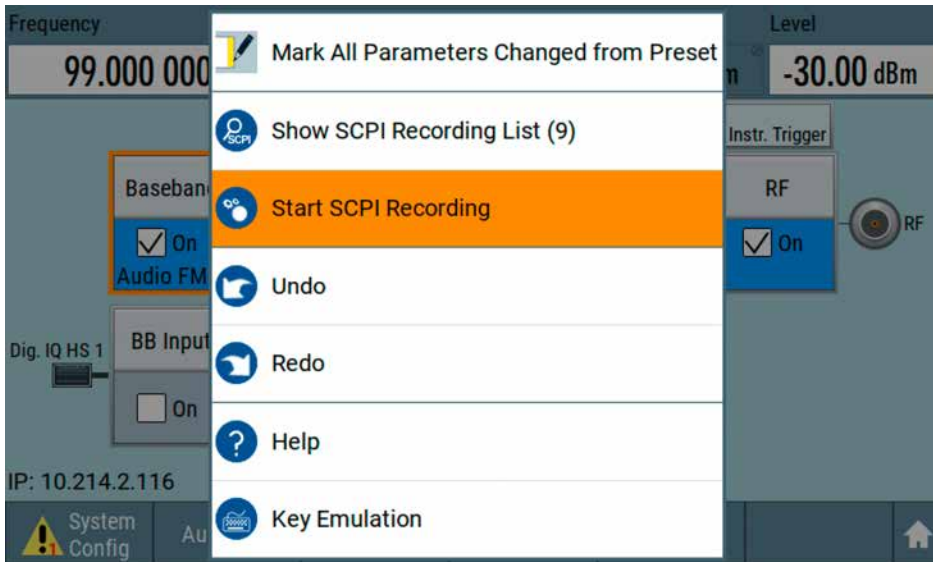 Frequency
Level
99.000 000
-30.00 dBm
Mark All Parameters Changed from Preset
SCPI
Show SCPI Recording List (9)
Instr. Trigger
Start SCPI Recording
Undo
Redo
?
Help
Key Emulation
RF
On
RF
On
Audio FM
Dig. IQ HS 1
BB Input
On
IP: 10.214.2.116
System
Config
1